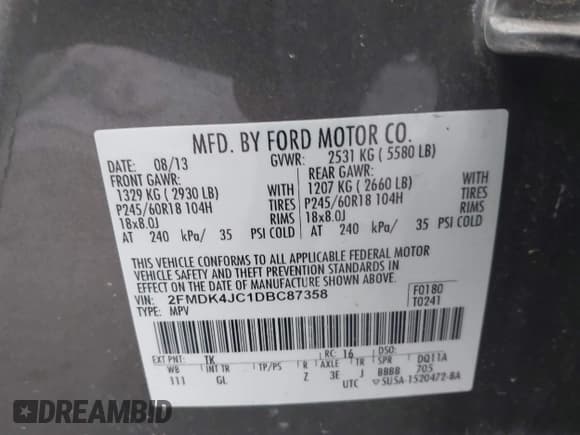 MFD. BY FORD MOTOR CO.
DATE: 08/13 GVWR: 2531 KG ( 5580 LB)
FRONT GAWR: REAR GAWR:
1329 KG ( 2930 LB) WITH 1207 KG ( 2660 LB) WITH
P245/60R18 104H TIRES P245/60R18 104H TIRES
18x8.0J RIMS 18x8.0J RIMS
AT 240 kPa/ 35 PSI COLD AT 240 kPa/ 35 PSI COLD
THIS VEHICLE CONFORMS TO ALL APPLICABLE FEDERAL MOTOR
VEHICLE SAFETY AND THEFT PREVENTION STANDARDS IN
EFFECT ON THE DATE OF MANUFACTURE SHOWN ABOVE.
VIN: 2FMDK4JC1DBC87358 F0180
TYPE: MPV T0241
EXT PNT: TK RC: 16 DSO:
WB INT TR TP/PS R AXLE TR SPR DQ11A
111 GL Z 3E J BBBB 705
UTC ▽SU5A-1520472-BA
DREAMBID